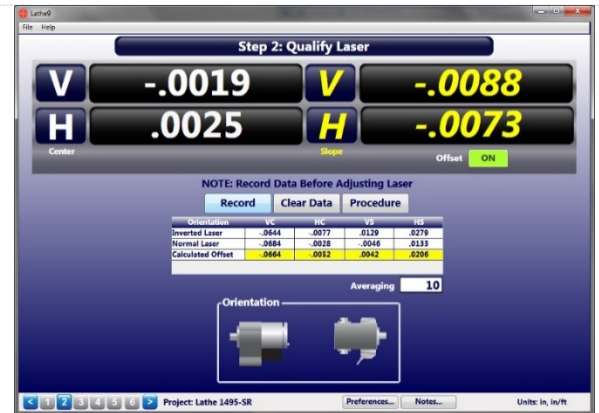 Lathe9
File Help
Step 2: Qualify Laser
V -.0019 V -.0088
H .0025 H -.0073
Center Slope Offset ON
NOTE: Record Data Before Adjusting Laser
Record Clear Data Procedure
Orientation VC HC VS HS
Inverted Laser -.0644 -.0077 .0129 .0279
Normal Laser -.0684 -.0028 -.0046 .0133
Calculated Offset -.0664 -.0052 .0042 .0206
Averaging 10
Orientation
< 1 2 3 4 5 6 > Project: Lathe 1495-SR Preferences... Notes... Units: in, in/ft